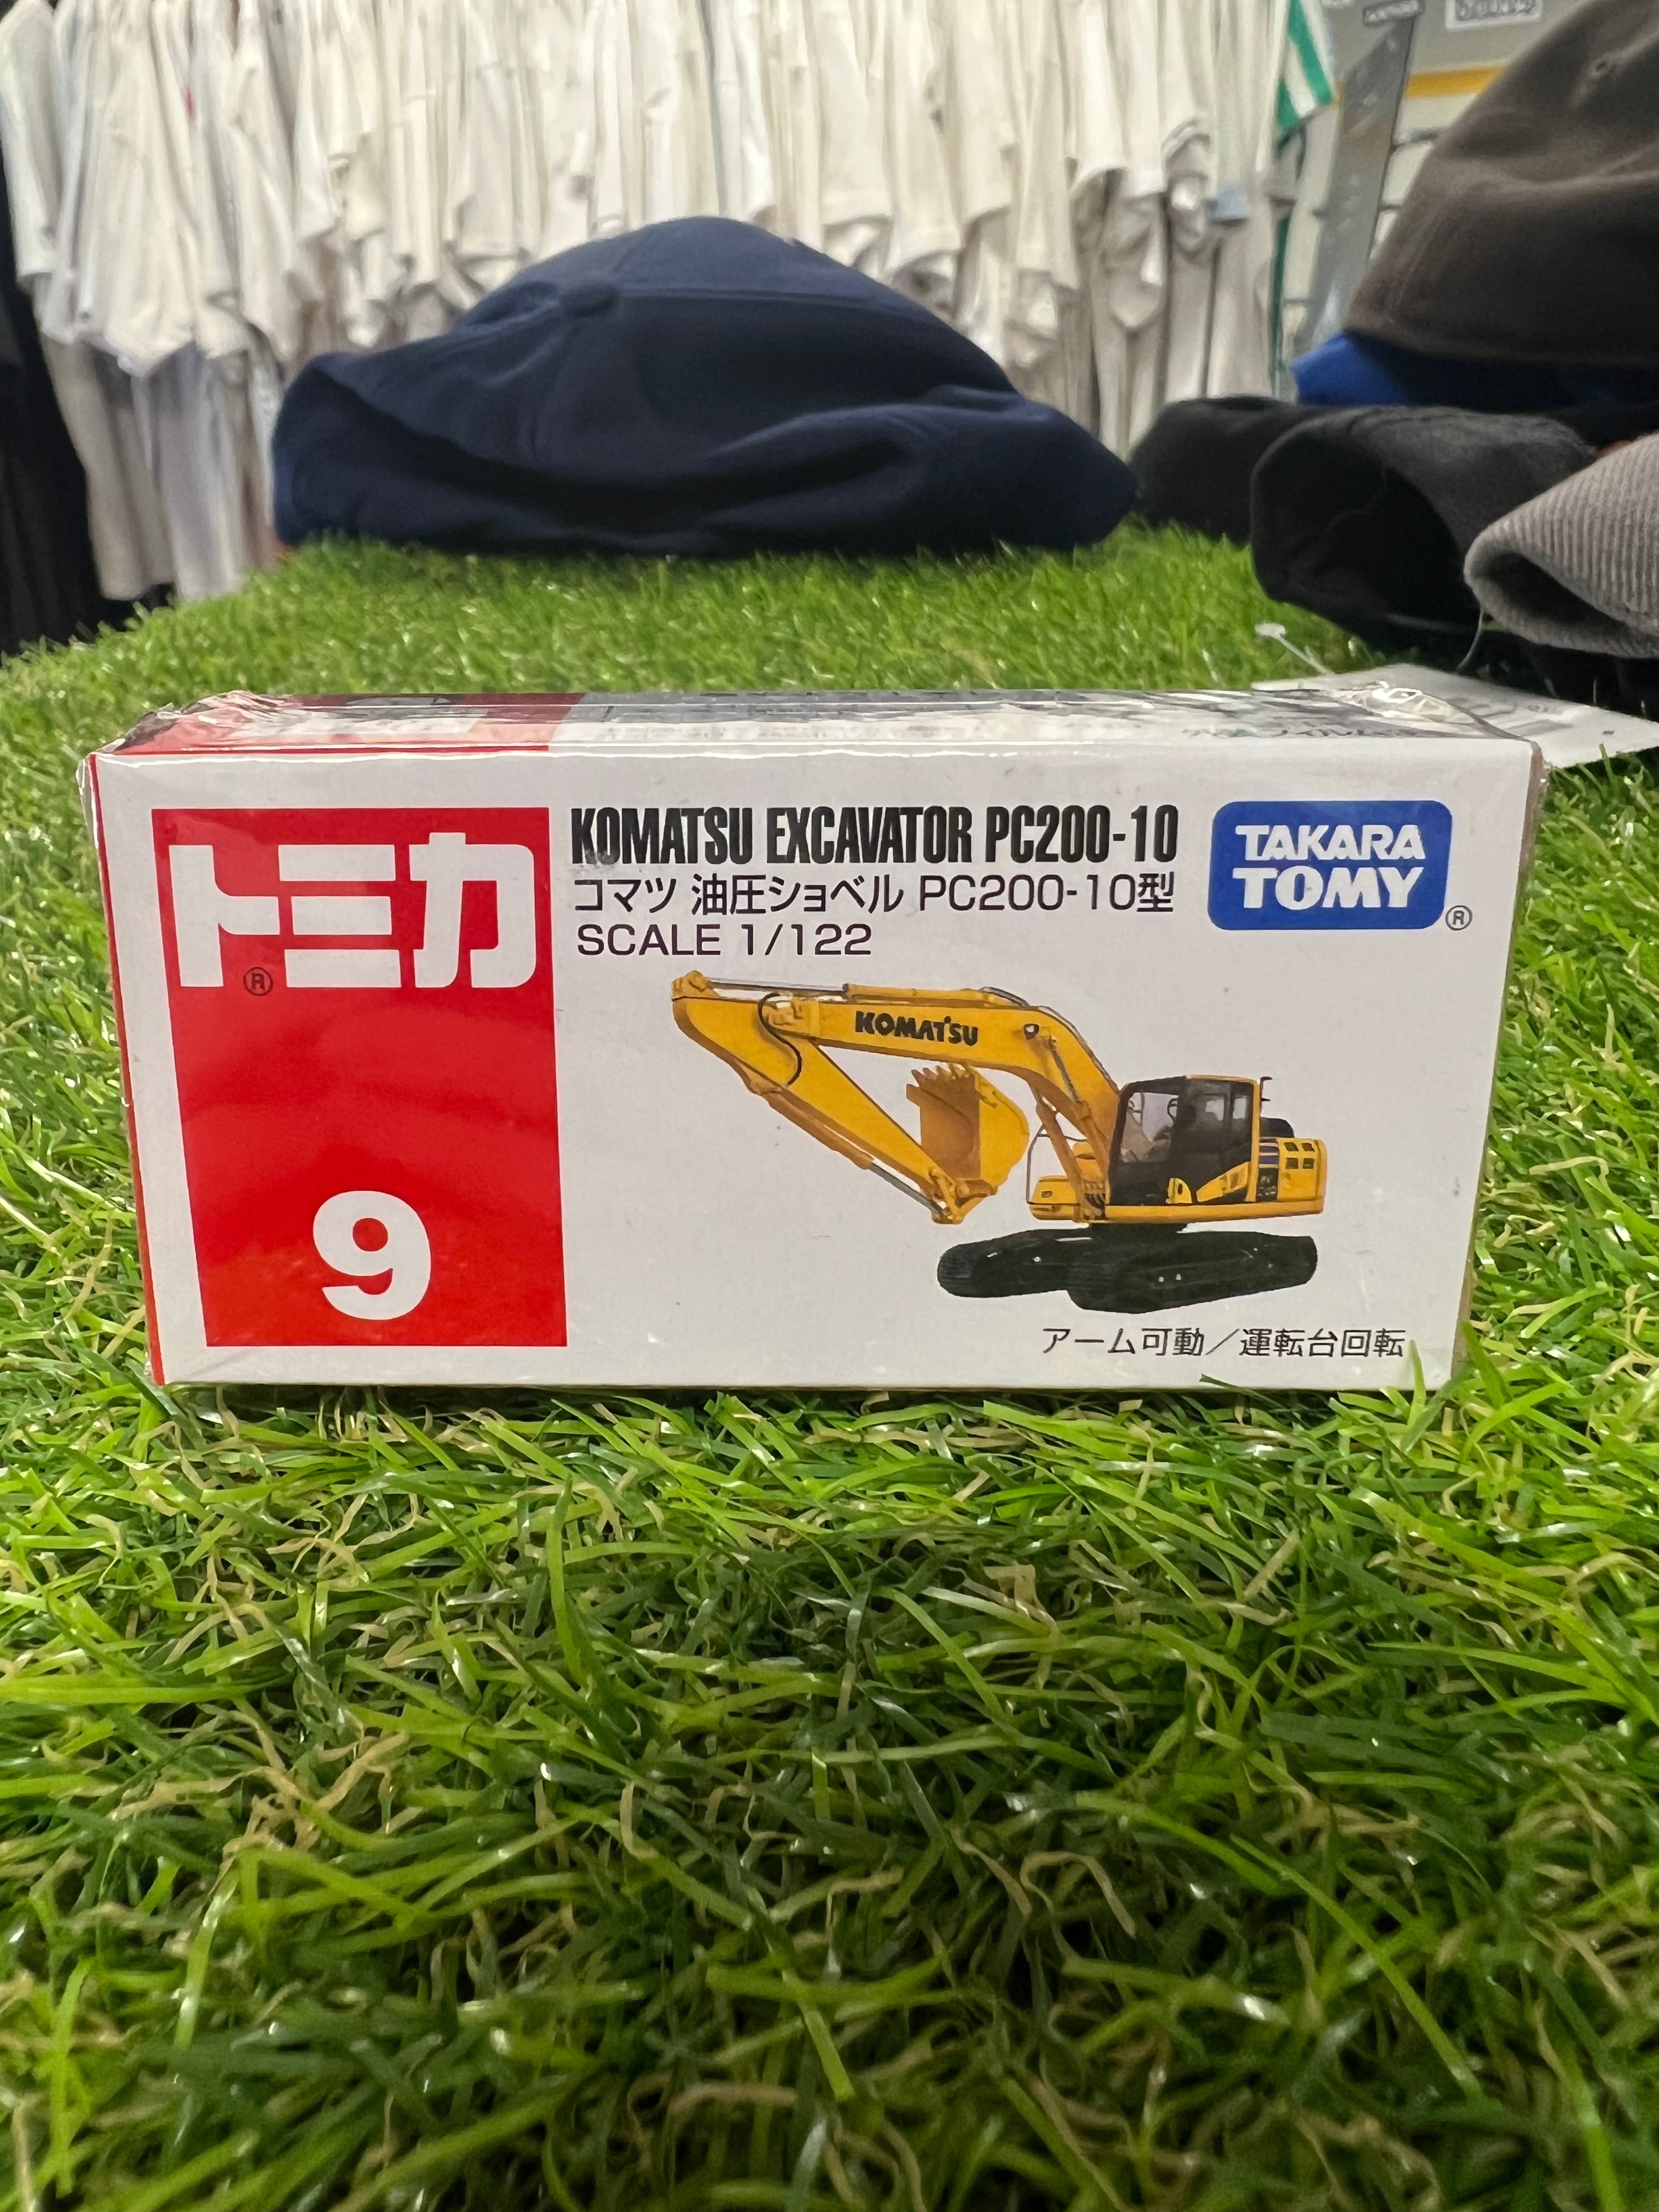 トミカ
®
9
KOMATSU EXCAVATOR PC200-10
コマツ 油圧ショベル PC200-10型
SCALE 1/122
TAKARA
TOMY
®
KOMATSU
アーム可動／運転台回転